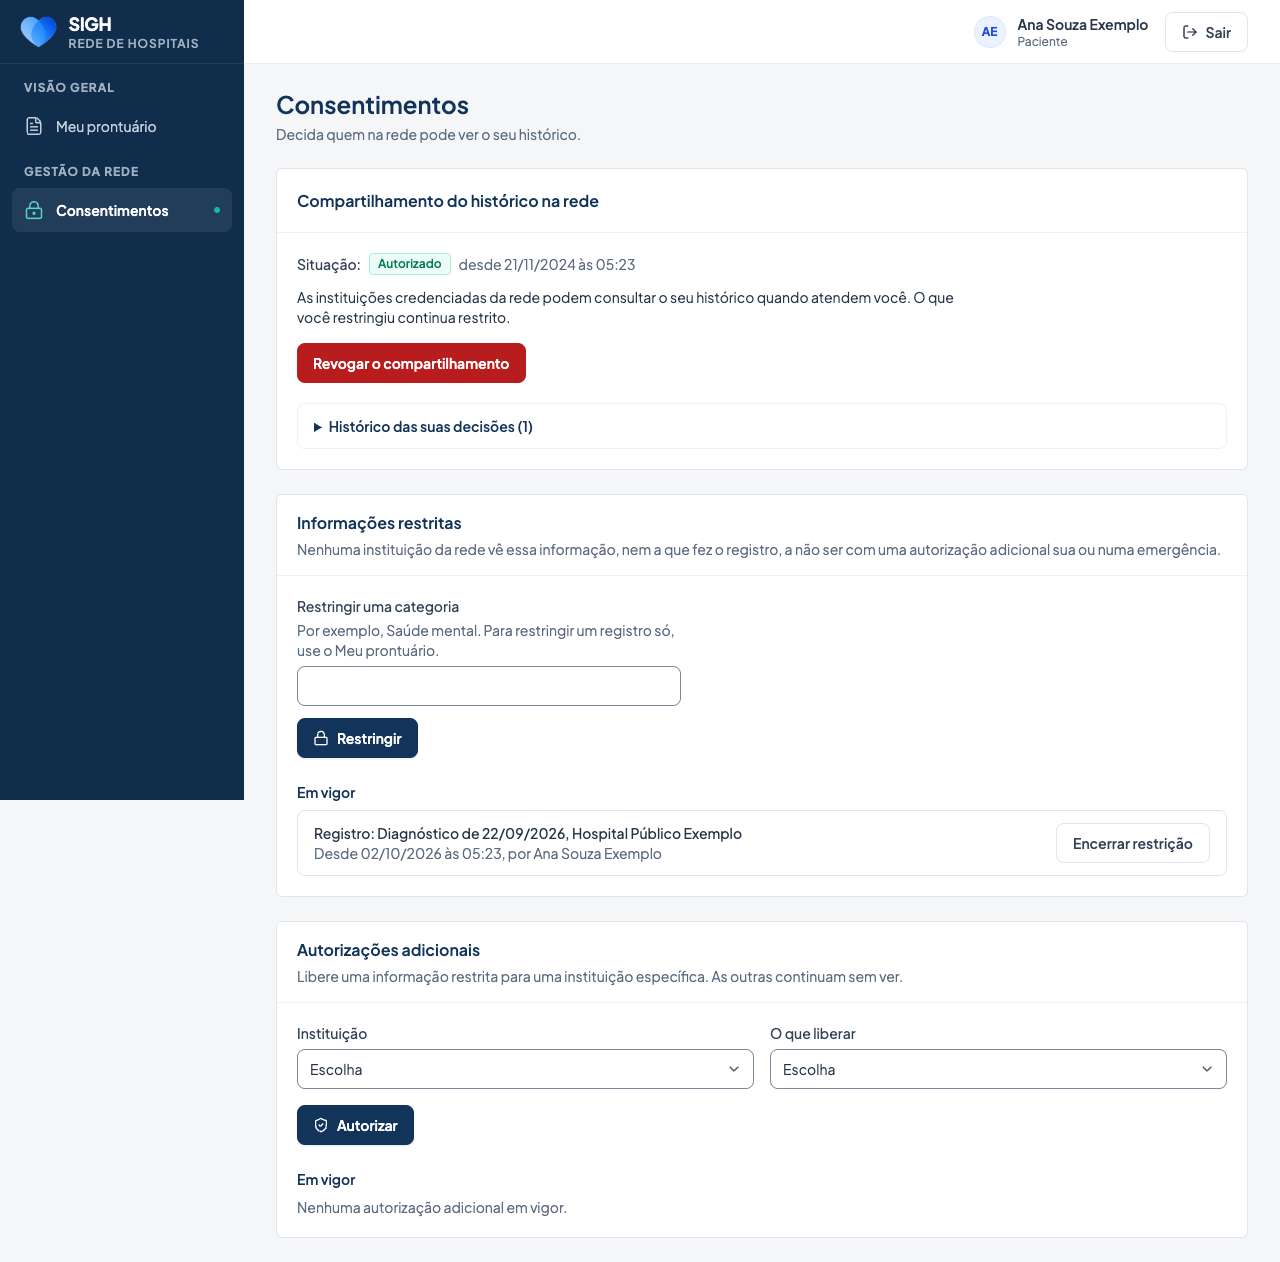 SIGH
REDE DE HOSPITAIS
VISÃO GERAL
Meu prontuário
GESTÃO DA REDE
Consentimentos
AE
Ana Souza Exemplo
Paciente
Sair
Consentimentos
Decida quem na rede pode ver o seu histórico.
Compartilhamento do histórico na rede
Situação: Autorizado desde 21/11/2024 às 05:23
As instituições credenciadas da rede podem consultar o seu histórico quando atendem você. O que
você restringiu continua restrito.
Revogar o compartilhamento
Histórico das suas decisões (1)
Informações restritas
Nenhuma instituição da rede vê essa informação, nem a que fez o registro, a não ser com uma autorização adicional sua ou numa emergência.
Restringir uma categoria
Por exemplo, Saúde mental. Para restringir um registro só,
use o Meu prontuário.
Restringir
Em vigor
Registro: Diagnóstico de 22/09/2026, Hospital Público Exemplo
Desde 02/10/2026 às 05:23, por Ana Souza Exemplo
Encerrar restrição
Autorizações adicionais
Libere uma informação restrita para uma instituição específica. As outras continuam sem ver.
Instituição
Escolha
O que liberar
Escolha
Autorizar
Em vigor
Nenhuma autorização adicional em vigor.